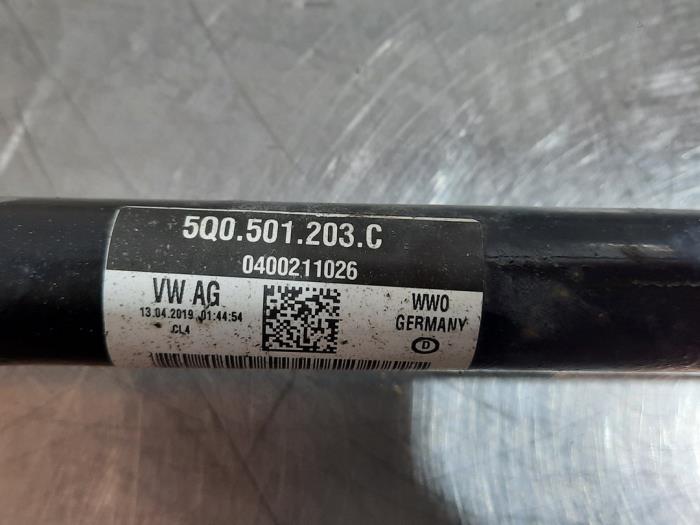 5Q0.501.203.C
0400211026
VW AG
13.04.2019 01:44:54
CL4
WWO
GERMANY
D